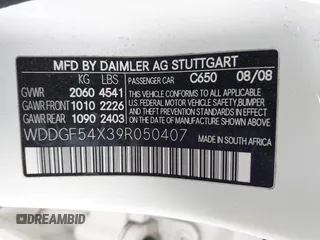 MFD BY DAIMLER AG STUTTGART
KG LBS PASSENGER CAR C650 08/08
GVWR 2060 4541
GAWR FRONT 1010 2226
GAWR REAR 1090 2403
THIS VEHICLE CONFORMS TO ALL
APPLICABLE U.S. FEDERAL
MOTOR VEHICLE SAFETY, BUMPER
AND THEFT PREVENTION STANDARDS
IN EFFECT ON THE DATE OF
MANUFACTURE SHOWN ABOVE.
WDDGF54X39R050407
MADE IN SOUTH AFRICA